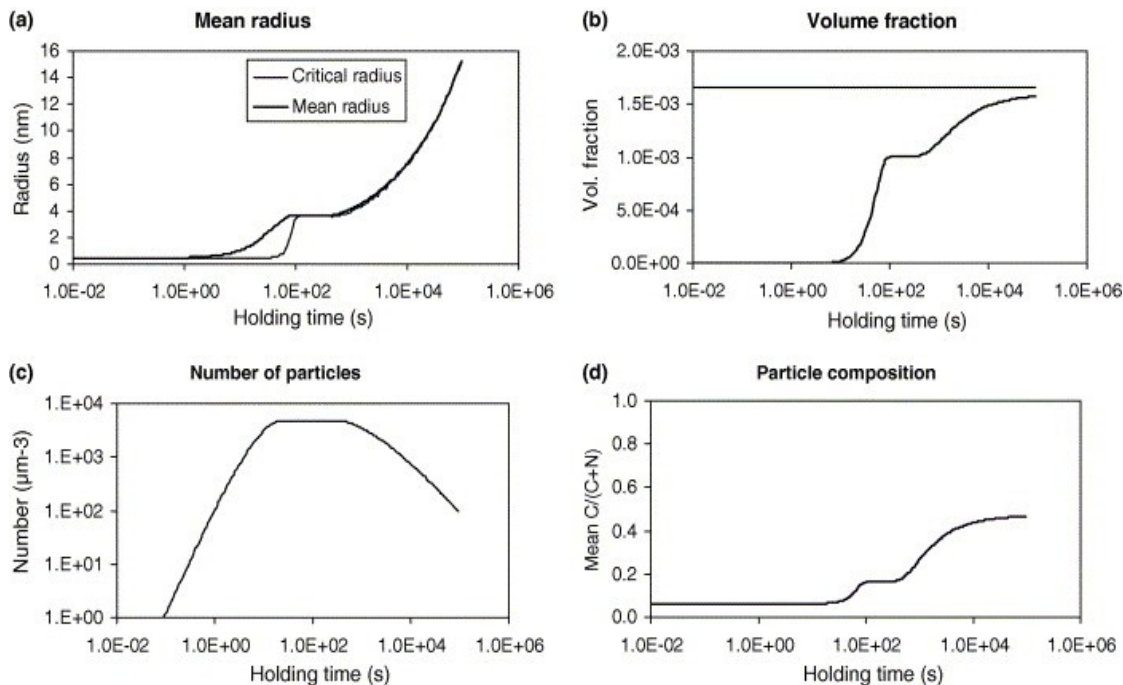 (a) Mean radius
16
14
12
10
8
6
4
2
0
Radius (nm)
Critical radius
Mean radius
1.0E-02 1.0E+00 1.0E+02 1.0E+04 1.0E+06
Holding time (s)
(b) Volume fraction
2.0E-03
1.5E-03
1.0E-03
5.0E-04
0.0E+00
Vol. fraction
1.0E-02 1.0E+00 1.0E+02 1.0E+04 1.0E+06
Holding time (s)
(c) Number of particles
1.E+04
1.E+03
1.E+02
1.E+01
1.E+00
Number (µm-3)
1.0E-02 1.0E+00 1.0E+02 1.0E+04 1.0E+06
Holding time (s)
(d) Particle composition
1.0
0.8
0.6
0.4
0.2
0.0
Mean C/(C+N)
1.0E-02 1.0E+00 1.0E+02 1.0E+04 1.0E+06
Holding time (s)